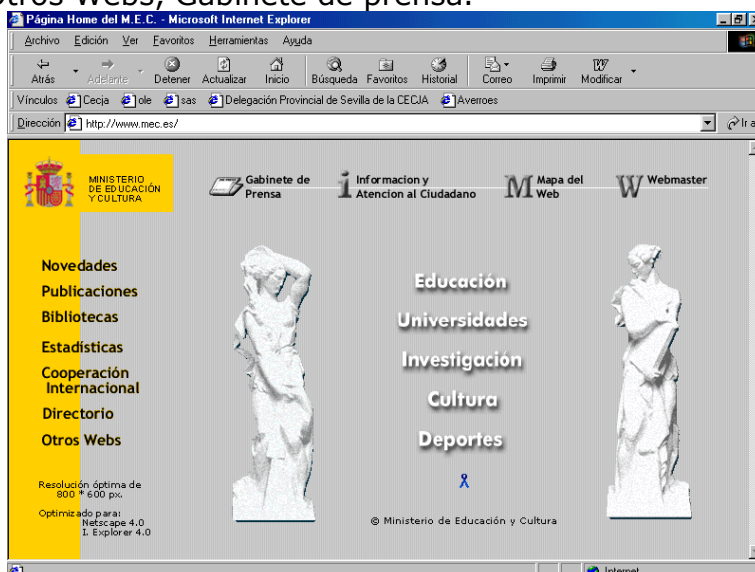 otros Webs, Gabinete de prensa.
Página Home del M.E.C. - Microsoft Internet Explorer
Archivo Edición Ver Favoritos Herramientas Ayuda
Atrás Adelante Detener Actualizar Inicio Búsqueda Favoritos Historial Correo Imprimir Modificar
Vínculos Cecja ole sas Delegación Provincial de Sevilla de la CECJA Averroes
Dirección http://www.mec.es/ Ir a
MINISTERIO
DE EDUCACIÓN
Y CULTURA
Gabinete de
Prensa
Informacion y
Atencion al Ciudadano
Mapa del
Web
Webmaster
Novedades
Publicaciones
Bibliotecas
Estadísticas
Cooperación
Internacional
Directorio
Otros Webs
Resolución óptima de
800 * 600 px.
Optimizado para:
Netscape 4.0
I. Explorer 4.0
Educación
Universidades
Investigación
Cultura
Deportes
© Ministerio de Educación y Cultura
Internet